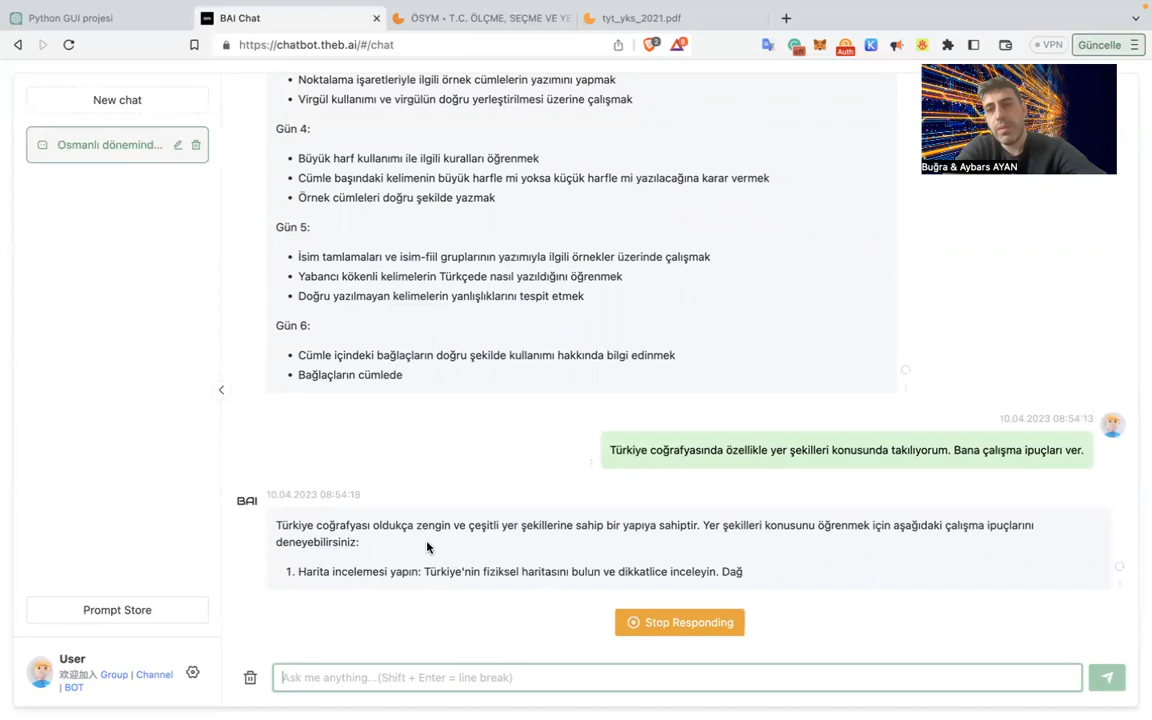 Python GUI projesi
BAI Chat
ÖSYM - T.C. ÖLÇME, SEÇME VE YE
tyt_yks_2021.pdf
https://chatbot.theb.ai/#/chat
2
8
off
Auth
VPN
Güncelle
New chat
Osmanlı dönemind...
Noktalama işaretleriyle ilgili örnek cümlelerin yazımını yapmak
Virgül kullanımı ve virgülün doğru yerleştirilmesi üzerine çalışmak
Gün 4:
Büyük harf kullanımı ile ilgili kuralları öğrenmek
Cümle başındaki kelimenin büyük harfle mi yoksa küçük harfle mi yazılacağına karar vermek
Örnek cümleleri doğru şekilde yazmak
Gün 5:
İsim tamlamaları ve isim-fiil gruplarının yazımıyla ilgili örnekler üzerinde çalışmak
Yabancı kökenli kelimelerin Türkçede nasıl yazıldığını öğrenmek
Doğru yazılmayan kelimelerin yanlışlıklarını tespit etmek
Gün 6:
Cümle içindeki bağlaçların doğru şekilde kullanımı hakkında bilgi edinmek
Bağlaçların cümlede
Buğra & Aybars AYAN
10.04.2023 08:54:13
Türkiye coğrafyasında özellikle yer şekilleri konusunda takılıyorum. Bana çalışma ipuçları ver.
BAI
10.04.2023 08:54:18
Türkiye coğrafyası oldukça zengin ve çeşitli yer şekillerine sahip bir yapıya sahiptir. Yer şekilleri konusunu öğrenmek için aşağıdaki çalışma ipuçlarını
deneyebilirsiniz:
1. Harita incelemesi yapın: Türkiye'nin fiziksel haritasını bulun ve dikkatlice inceleyin. Dağ
Stop Responding
Prompt Store
User
欢迎加入 Group | Channel
| BOT
Ask me anything...(Shift + Enter = line break)